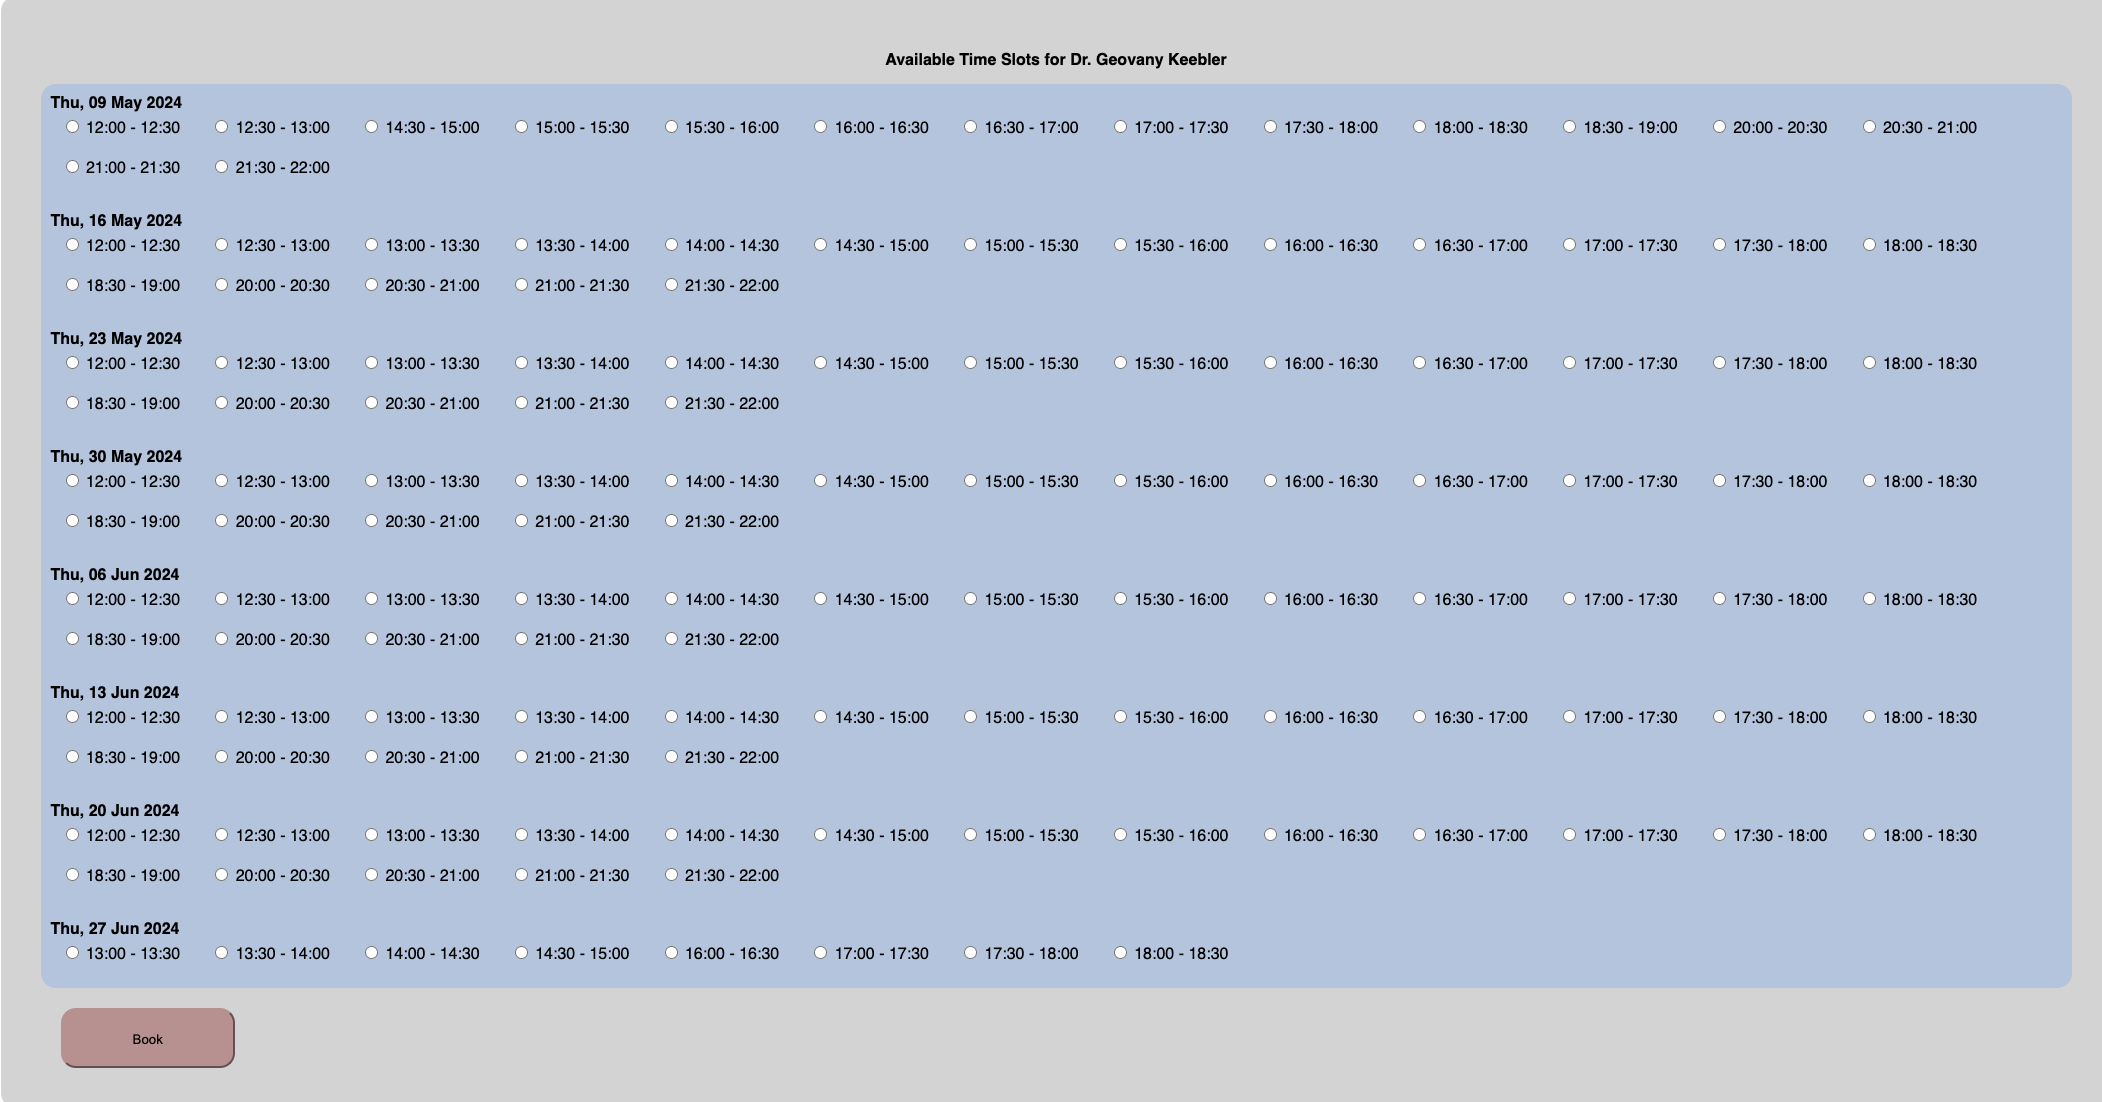 Available Time Slots for Dr. Geovany Keebler
Thu, 09 May 2024
12:00 - 12:30 12:30 - 13:00 14:30 - 15:00 15:00 - 15:30 15:30 - 16:00 16:00 - 16:30 16:30 - 17:00 17:00 - 17:30 17:30 - 18:00 18:00 - 18:30 18:30 - 19:00 20:00 - 20:30 20:30 - 21:00
21:00 - 21:30 21:30 - 22:00
Thu, 16 May 2024
12:00 - 12:30 12:30 - 13:00 13:00 - 13:30 13:30 - 14:00 14:00 - 14:30 14:30 - 15:00 15:00 - 15:30 15:30 - 16:00 16:00 - 16:30 16:30 - 17:00 17:00 - 17:30 17:30 - 18:00 18:00 - 18:30
18:30 - 19:00 20:00 - 20:30 20:30 - 21:00 21:00 - 21:30 21:30 - 22:00
Thu, 23 May 2024
12:00 - 12:30 12:30 - 13:00 13:00 - 13:30 13:30 - 14:00 14:00 - 14:30 14:30 - 15:00 15:00 - 15:30 15:30 - 16:00 16:00 - 16:30 16:30 - 17:00 17:00 - 17:30 17:30 - 18:00 18:00 - 18:30
18:30 - 19:00 20:00 - 20:30 20:30 - 21:00 21:00 - 21:30 21:30 - 22:00
Thu, 30 May 2024
12:00 - 12:30 12:30 - 13:00 13:00 - 13:30 13:30 - 14:00 14:00 - 14:30 14:30 - 15:00 15:00 - 15:30 15:30 - 16:00 16:00 - 16:30 16:30 - 17:00 17:00 - 17:30 17:30 - 18:00 18:00 - 18:30
18:30 - 19:00 20:00 - 20:30 20:30 - 21:00 21:00 - 21:30 21:30 - 22:00
Thu, 06 Jun 2024
12:00 - 12:30 12:30 - 13:00 13:00 - 13:30 13:30 - 14:00 14:00 - 14:30 14:30 - 15:00 15:00 - 15:30 15:30 - 16:00 16:00 - 16:30 16:30 - 17:00 17:00 - 17:30 17:30 - 18:00 18:00 - 18:30
18:30 - 19:00 20:00 - 20:30 20:30 - 21:00 21:00 - 21:30 21:30 - 22:00
Thu, 13 Jun 2024
12:00 - 12:30 12:30 - 13:00 13:00 - 13:30 13:30 - 14:00 14:00 - 14:30 14:30 - 15:00 15:00 - 15:30 15:30 - 16:00 16:00 - 16:30 16:30 - 17:00 17:00 - 17:30 17:30 - 18:00 18:00 - 18:30
18:30 - 19:00 20:00 - 20:30 20:30 - 21:00 21:00 - 21:30 21:30 - 22:00
Thu, 20 Jun 2024
12:00 - 12:30 12:30 - 13:00 13:00 - 13:30 13:30 - 14:00 14:00 - 14:30 14:30 - 15:00 15:00 - 15:30 15:30 - 16:00 16:00 - 16:30 16:30 - 17:00 17:00 - 17:30 17:30 - 18:00 18:00 - 18:30
18:30 - 19:00 20:00 - 20:30 20:30 - 21:00 21:00 - 21:30 21:30 - 22:00
Thu, 27 Jun 2024
13:00 - 13:30 13:30 - 14:00 14:00 - 14:30 14:30 - 15:00 16:00 - 16:30 17:00 - 17:30 17:30 - 18:00 18:00 - 18:30
Book